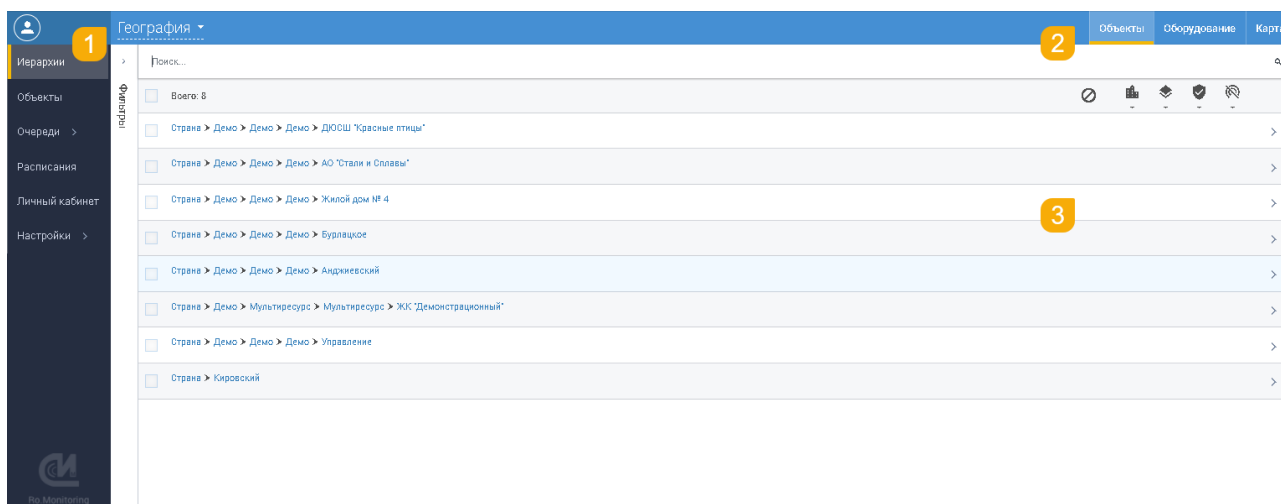 География
Объекты Оборудование
1
2
Иерархии
Поиск...
Объекты
Фильтры
Всего: 8
Очереди >
Страна > Демо > Демо > Демо > ДЮСШ "Красные птицы"
Расписания
Страна > Демо > Демо > Демо > АО "Стали и Сплавы"
Личный кабинет
Страна > Демо > Демо > Демо > Жилой дом № 4
3
Настройки >
Страна > Демо > Демо > Демо > Бурлацкое
Страна > Демо > Демо > Демо > Анджиевский
Страна > Демо > Мультиресурс > Мультиресурс > ЖК "Демонстрационный"
Страна > Демо > Демо > Демо > Управление
Страна > Кировский
Ro Monitoring